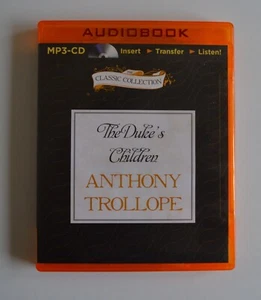 AUDIOBOOK
MP3-CD Insert ▸ Transfer ▸ Listen!
CLASSIC COLLECTION
The Duke's
Children
ANTHONY
TROLLOPE